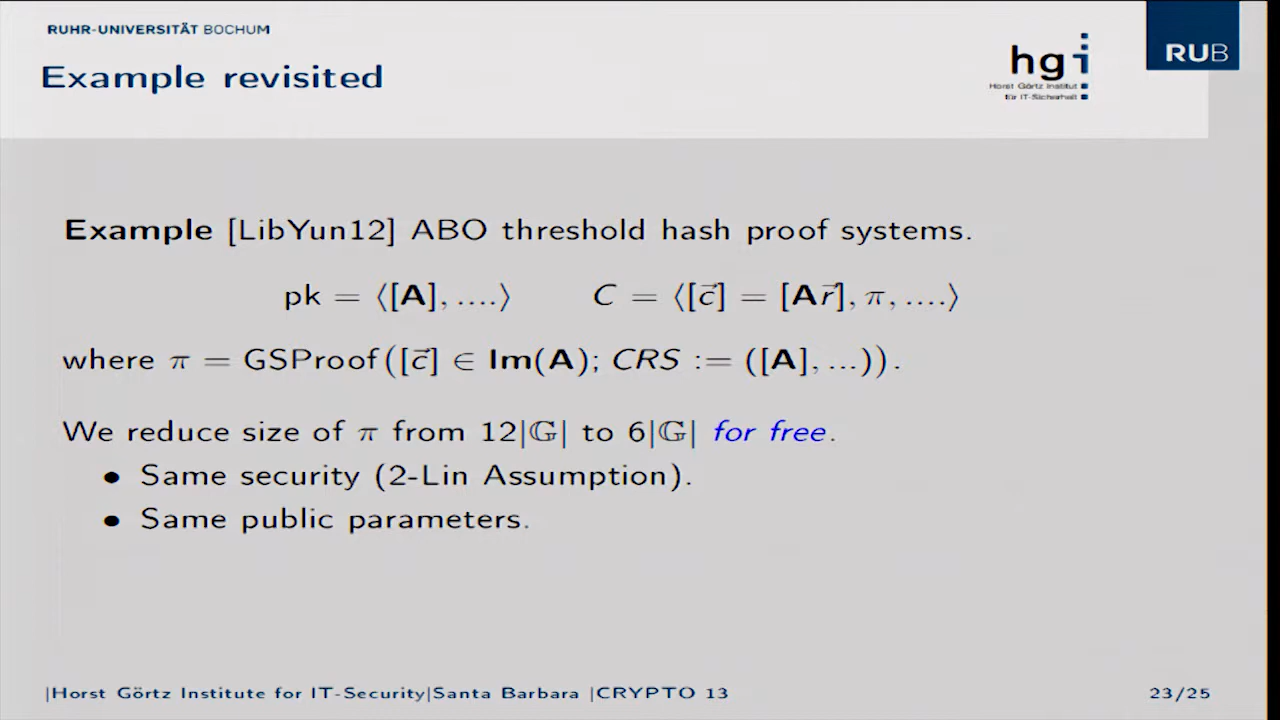 RUHR-UNIVERSITÄT BOCHUM
Example revisited
hgi
Horst Görtz Institut
für IT-Sicherheit
RUB
Example [LibYun12] ABO threshold hash proof systems.
pk = ⟨[A], ....⟩ C = ⟨[c⃗] = [Ar⃗], π, ....⟩
where π = GSProof([c⃗] ∈ Im(A); CRS := ([A], ...)).
We reduce size of π from 12|𝔾| to 6|𝔾| for free.
• Same security (2-Lin Assumption).
• Same public parameters.
|Horst Görtz Institute for IT-Security|Santa Barbara |CRYPTO 13
23/25